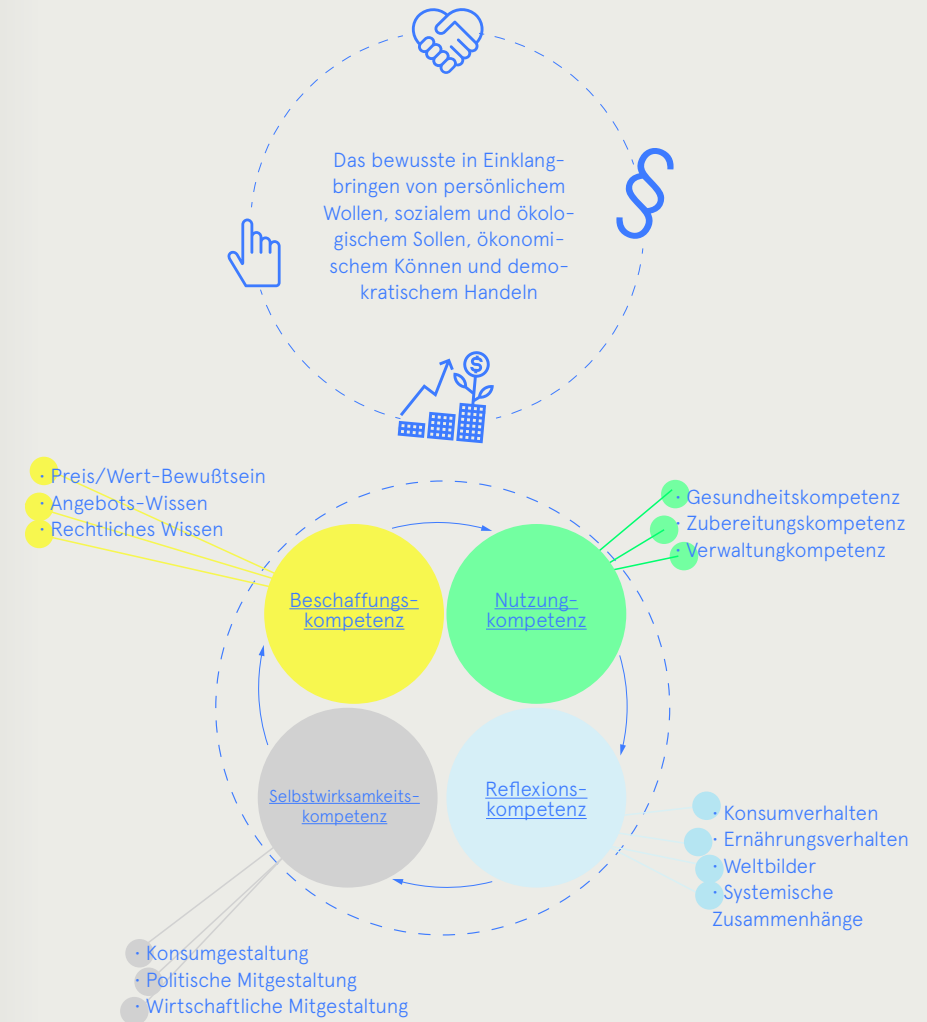 Das bewusste in Einklang-
bringen von persönlichem
Wollen, sozialem und ökolo-
gischem Sollen, ökonomi-
schem Können und demo-
kratischem Handeln
· Preis/Wert-Bewußtsein
· Angebots-Wissen
· Rechtliches Wissen
· Gesundheitskompetenz
· Zubereitungskompetenz
· Verwaltungkompetenz
Beschaffungs-
kompetenz
Nutzung-
kompetenz
Selbstwirksamkeits-
kompetenz
Reflexions-
kompetenz
· Konsumverhalten
· Ernährungsverhalten
· Weltbilder
· Systemische
Zusammenhänge
· Konsumgestaltung
· Politische Mitgestaltung
· Wirtschaftliche Mitgestaltung